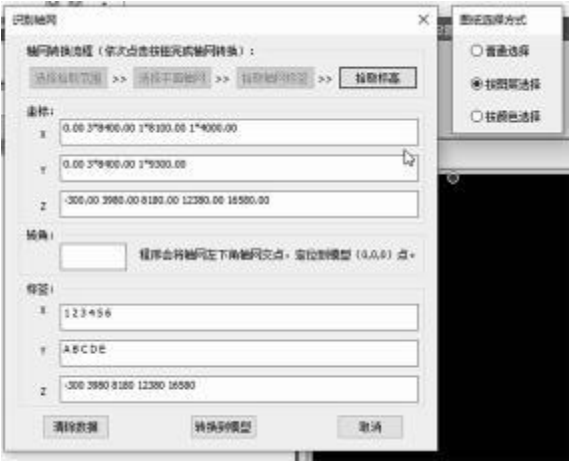 识别轴网
轴网转换流程（依次点击按钮完成轴网转换）：
选择识别范围 >> 选择平面轴网 >> 拾取轴网标签 >> 拾取标高
坐标：
X 0.00 3*8400.00 1*8100.00 1*4000.00
Y 0.00 3*8400.00 1*9300.00
Z -300.00 3980.00 8180.00 12380.00 16580.00
转角：
程序会将轴网左下角轴网交点，定位到模型（0,0,0）点。
标签：
X 1 2 3 4 5 6
Y A B C D E
Z -300 3980 8180 12380 16580
清除数据 转换到模型 取消
图纸选择方式
普通选择
按图层选择
按颜色选择